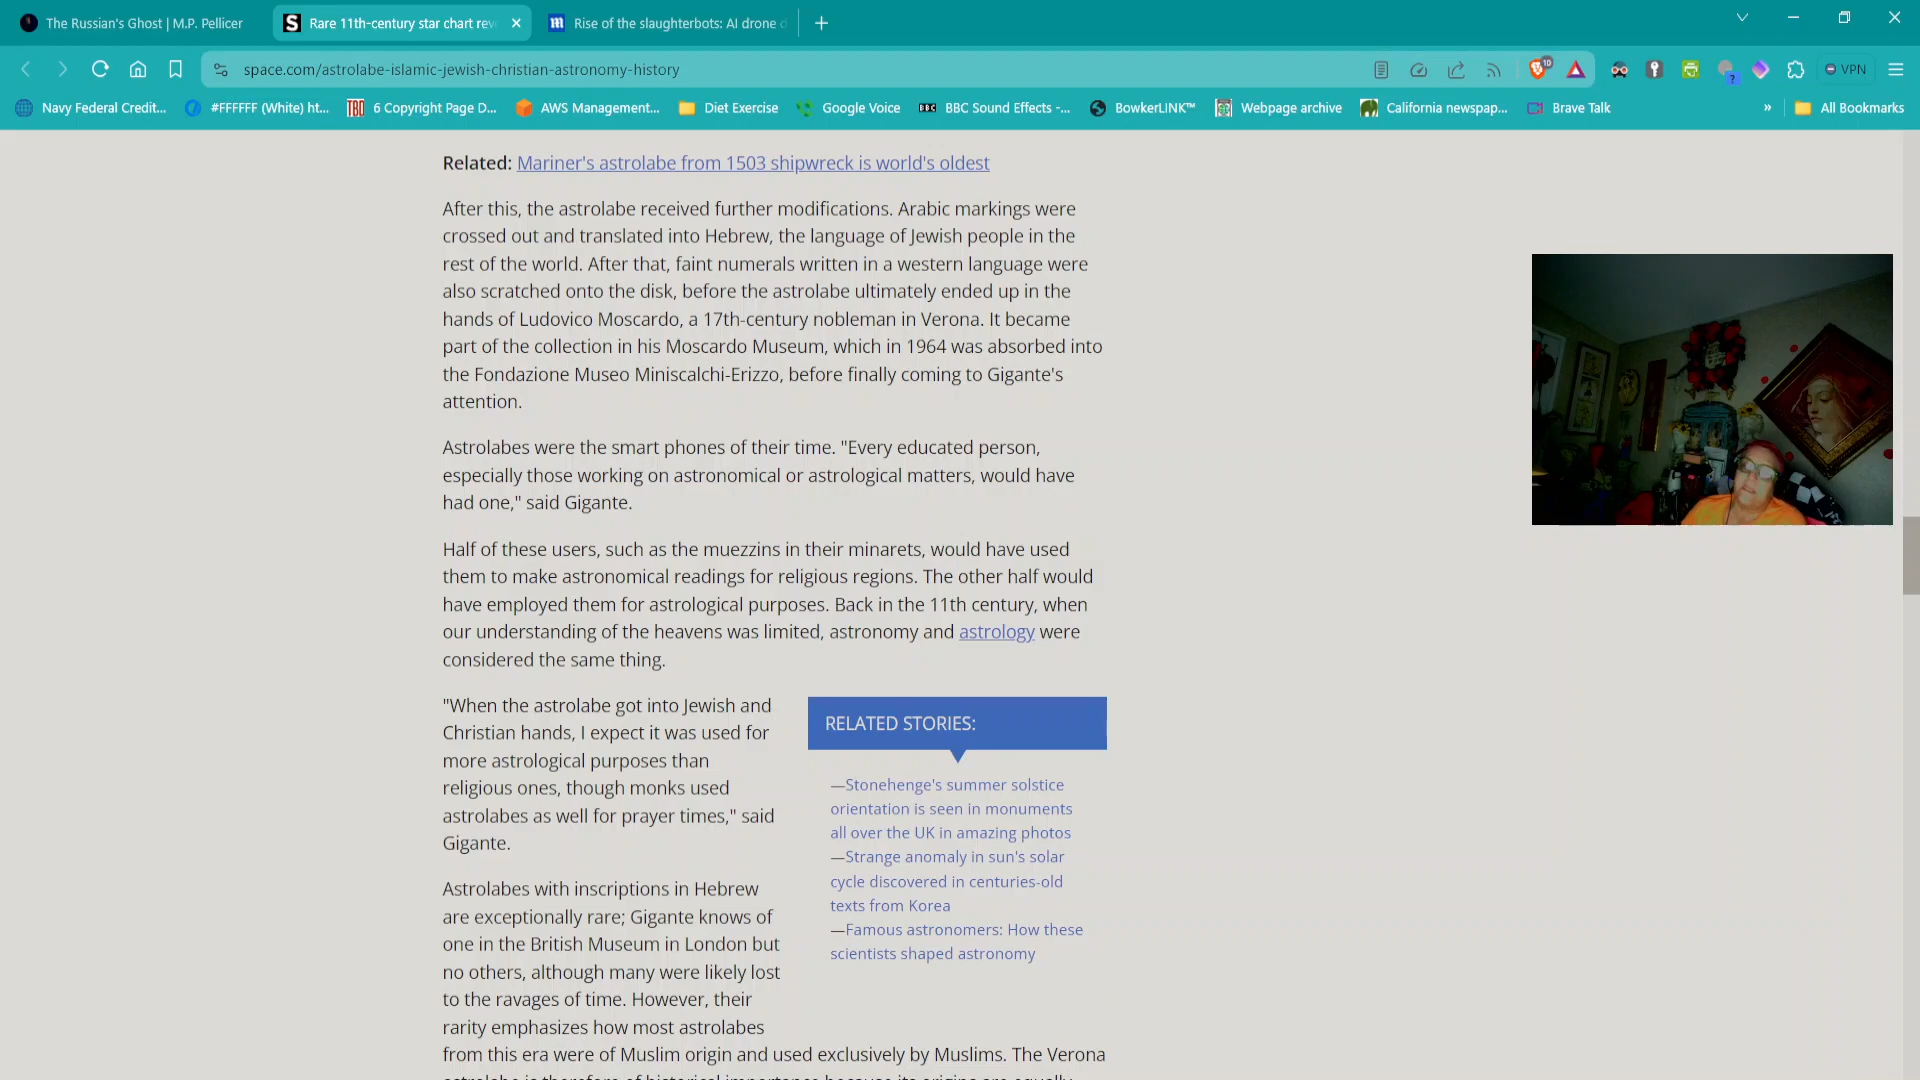 The Russian's Ghost | M.P. Pellicer
Rare 11th-century star chart rev
Rise of the slaughterbots: AI drone d
space.com/astrolabe-islamic-jewish-christian-astronomy-history
10
VPN
Navy Federal Credit...
#FFFFFF (White) ht...
6 Copyright Page D...
AWS Management...
Diet Exercise
Google Voice
BBC Sound Effects -...
BowkerLINK™
Webpage archive
California newspap...
Brave Talk
»
All Bookmarks
Related: Mariner's astrolabe from 1503 shipwreck is world's oldest
After this, the astrolabe received further modifications. Arabic markings were
crossed out and translated into Hebrew, the language of Jewish people in the
rest of the world. After that, faint numerals written in a western language were
also scratched onto the disk, before the astrolabe ultimately ended up in the
hands of Ludovico Moscardo, a 17th-century nobleman in Verona. It became
part of the collection in his Moscardo Museum, which in 1964 was absorbed into
the Fondazione Museo Miniscalchi-Erizzo, before finally coming to Gigante's
attention.
Astrolabes were the smart phones of their time. "Every educated person,
especially those working on astronomical or astrological matters, would have
had one," said Gigante.
Half of these users, such as the muezzins in their minarets, would have used
them to make astronomical readings for religious regions. The other half would
have employed them for astrological purposes. Back in the 11th century, when
our understanding of the heavens was limited, astronomy and astrology were
considered the same thing.
"When the astrolabe got into Jewish and
Christian hands, I expect it was used for
more astrological purposes than
religious ones, though monks used
astrolabes as well for prayer times," said
Gigante.
RELATED STORIES:
—Stonehenge's summer solstice
orientation is seen in monuments
all over the UK in amazing photos
—Strange anomaly in sun's solar
cycle discovered in centuries-old
texts from Korea
—Famous astronomers: How these
scientists shaped astronomy
Astrolabes with inscriptions in Hebrew
are exceptionally rare; Gigante knows of
one in the British Museum in London but
no others, although many were likely lost
to the ravages of time. However, their
rarity emphasizes how most astrolabes
from this era were of Muslim origin and used exclusively by Muslims. The Verona
astrolabe is therefore of historical importance because its origins are equally